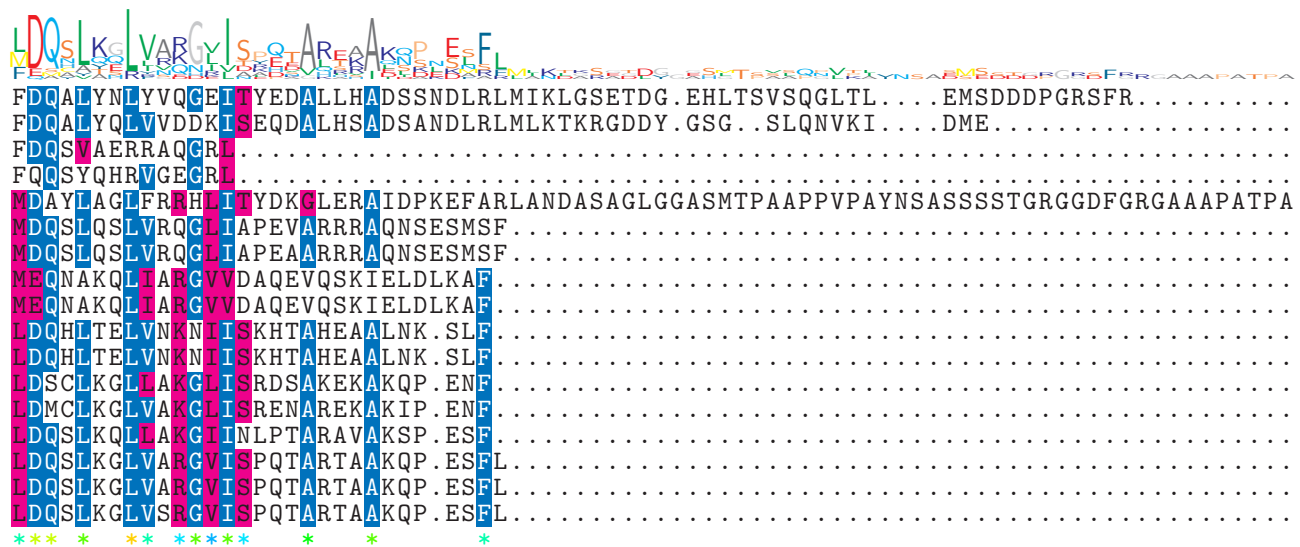 FDQALYNLYVQGEITYEDALLHADSSNDLRLMIKLGSETDG.EHLTSVSQGLTL....EMSDDDPGRSFR..........
FDQALYQLVVDDKISEQDALHSADSANDLRLMLKTKRGDDY.GSG..SLQNVKI....DME...................
FDQSVAERRAQGRL..................................................................
FQQSYQHRVGEGRL..................................................................
MDAYLAGLFRRHLITYDKGLERAIDPKEFARLANDASAGLGGASMTPAAPPVPAYNSASSSSTGRGGDFGRGAAAPATPA
MDQSLQSLVRQGLIAPEVARRRAQNSESMSF.................................................
MDQSLQSLVRQGLIAPEAARRRAQNSESMSF.................................................
MEQNAKQLIARGVVDAQEVQSKIELDLKAF..................................................
MEQNAKQLIARGVVDAQEVQSKIELDLKAF..................................................
LDQHLTELVNKNIISKHTAHEAALNK.SLF..................................................
LDQHLTELVNKNIISKHTAHEAALNK.SLF..................................................
LDSCLKGLLAKGLISRDSAKEKAKQP.ENF..................................................
LDMCLKGLVAKGLISRENAREKAKIP.ENF..................................................
LDQSLKQLLAKGIINLPTARAVAKSP.ESF..................................................
LDQSLKGLVARGVISPQTARTAAKQP.ESFL.................................................
LDQSLKGLVARGVISPQTARTAAKQP.ESFL.................................................
LDQSLKGLVSRGVISPQTARTAAKQP.ESFL.................................................
*** *  ** *****   *   *      *